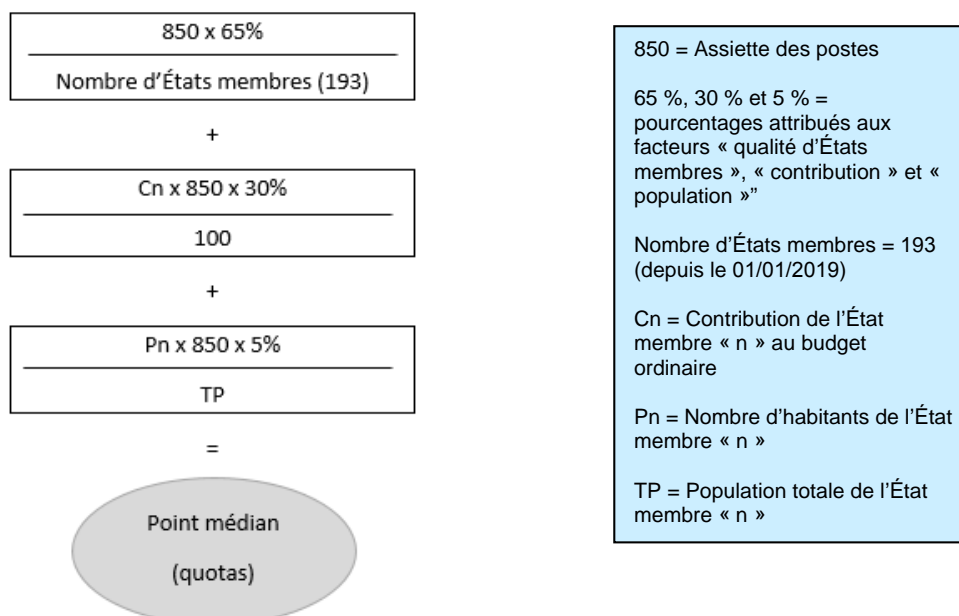 850 x 65%
Nombre d’États membres (193)
+
Cn x 850 x 30%
100
+
Pn x 850 x 5%
TP
=
Point médian
(quotas)
850 = Assiette des postes
65 %, 30 % et 5 % =
pourcentages attribués aux
facteurs « qualité d’États
membres », « contribution » et «
population »”
Nombre d’États membres = 193
(depuis le 01/01/2019)
Cn = Contribution de l’État
membre « n » au budget
ordinaire
Pn = Nombre d’habitants de l’État
membre « n »
TP = Population totale de l’État
membre « n »